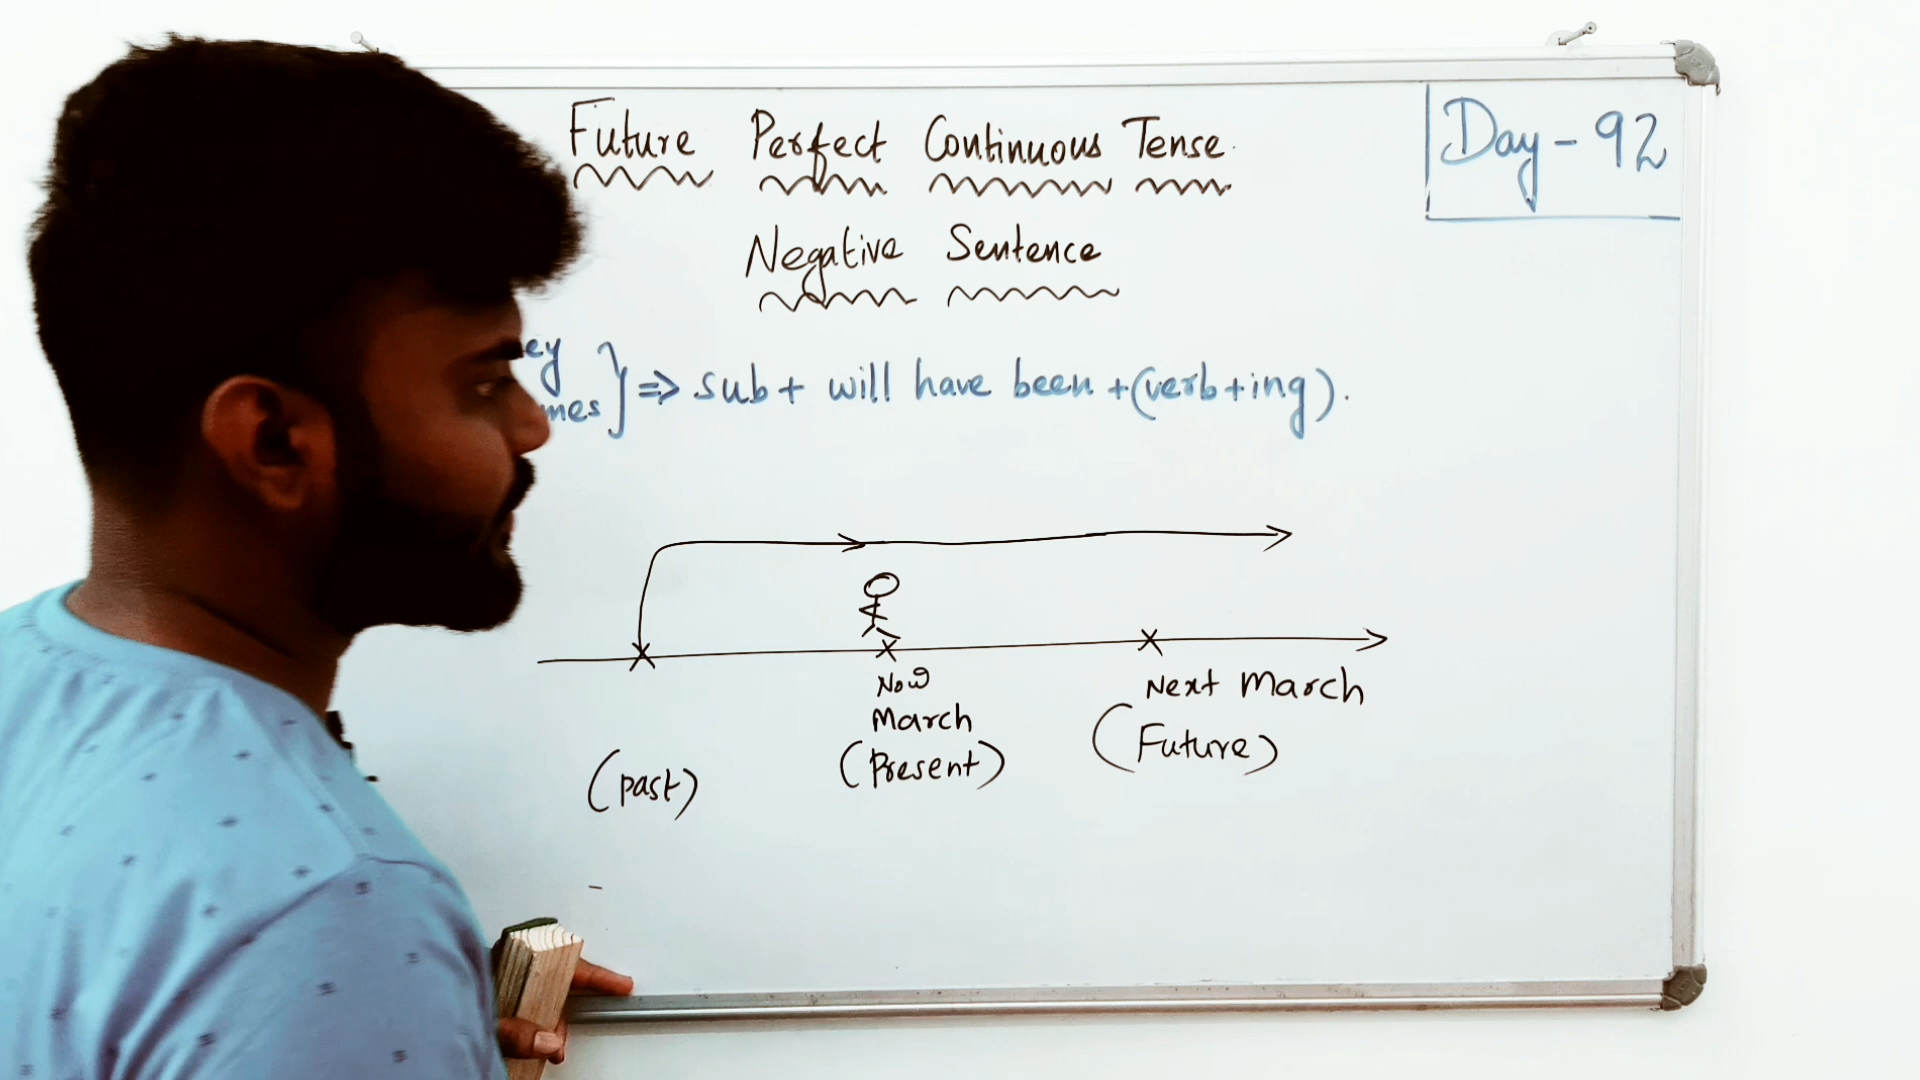 Future Perfect Continuous Tense.
Day - 92
Negative Sentence
} => sub + will have been + (verb+ing).
Now
March
(Present)
Next March
(Future)
(past)